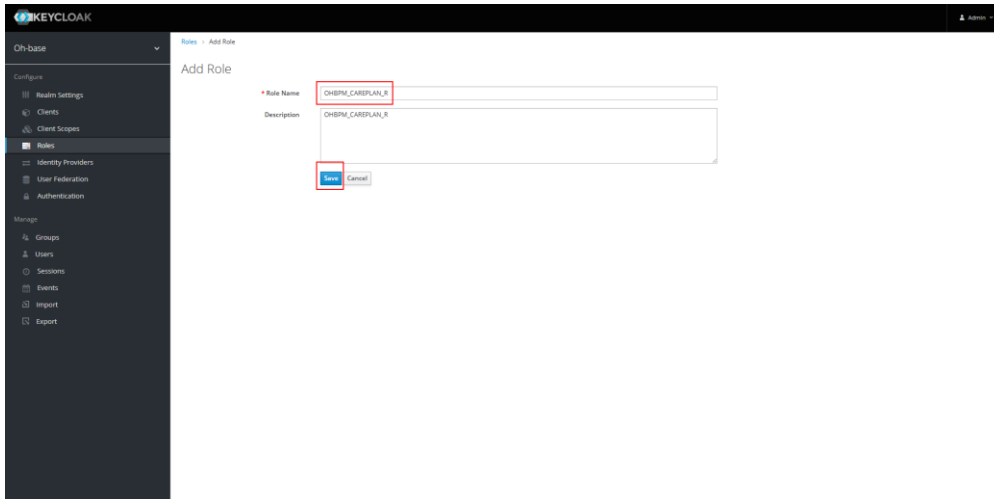 KEYCLOAK
Admin
Oh-base
Roles > Add Role
Add Role
Configure
Realm Settings
Clients
Client Scopes
Roles
Identity Providers
User Federation
Authentication
Manage
Groups
Users
Sessions
Events
Import
Export
* Role Name
OHBPM_CAREPLAN_R
Description
OHBPM_CAREPLAN_R
Save
Cancel